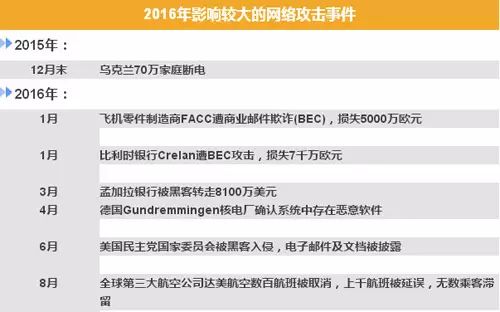 2016年影响较大的网络攻击事件
2015年：
12月末 乌克兰70万家庭断电
2016年：
1月 飞机零件制造商FACC遭商业邮件欺诈(BEC)，损失5000万欧元
1月 比利时银行Crelan遭BEC攻击，损失7千万欧元
3月 孟加拉银行被黑客转走8100万美元
4月 德国Gundremmingen核电厂确认系统中存在恶意软件
6月 美国民主党国家委员会被黑客入侵，电子邮件及文档被披露
8月 全球第三大航空公司达美航空数百航班被取消，上千航班被延误，无数乘客滞
留